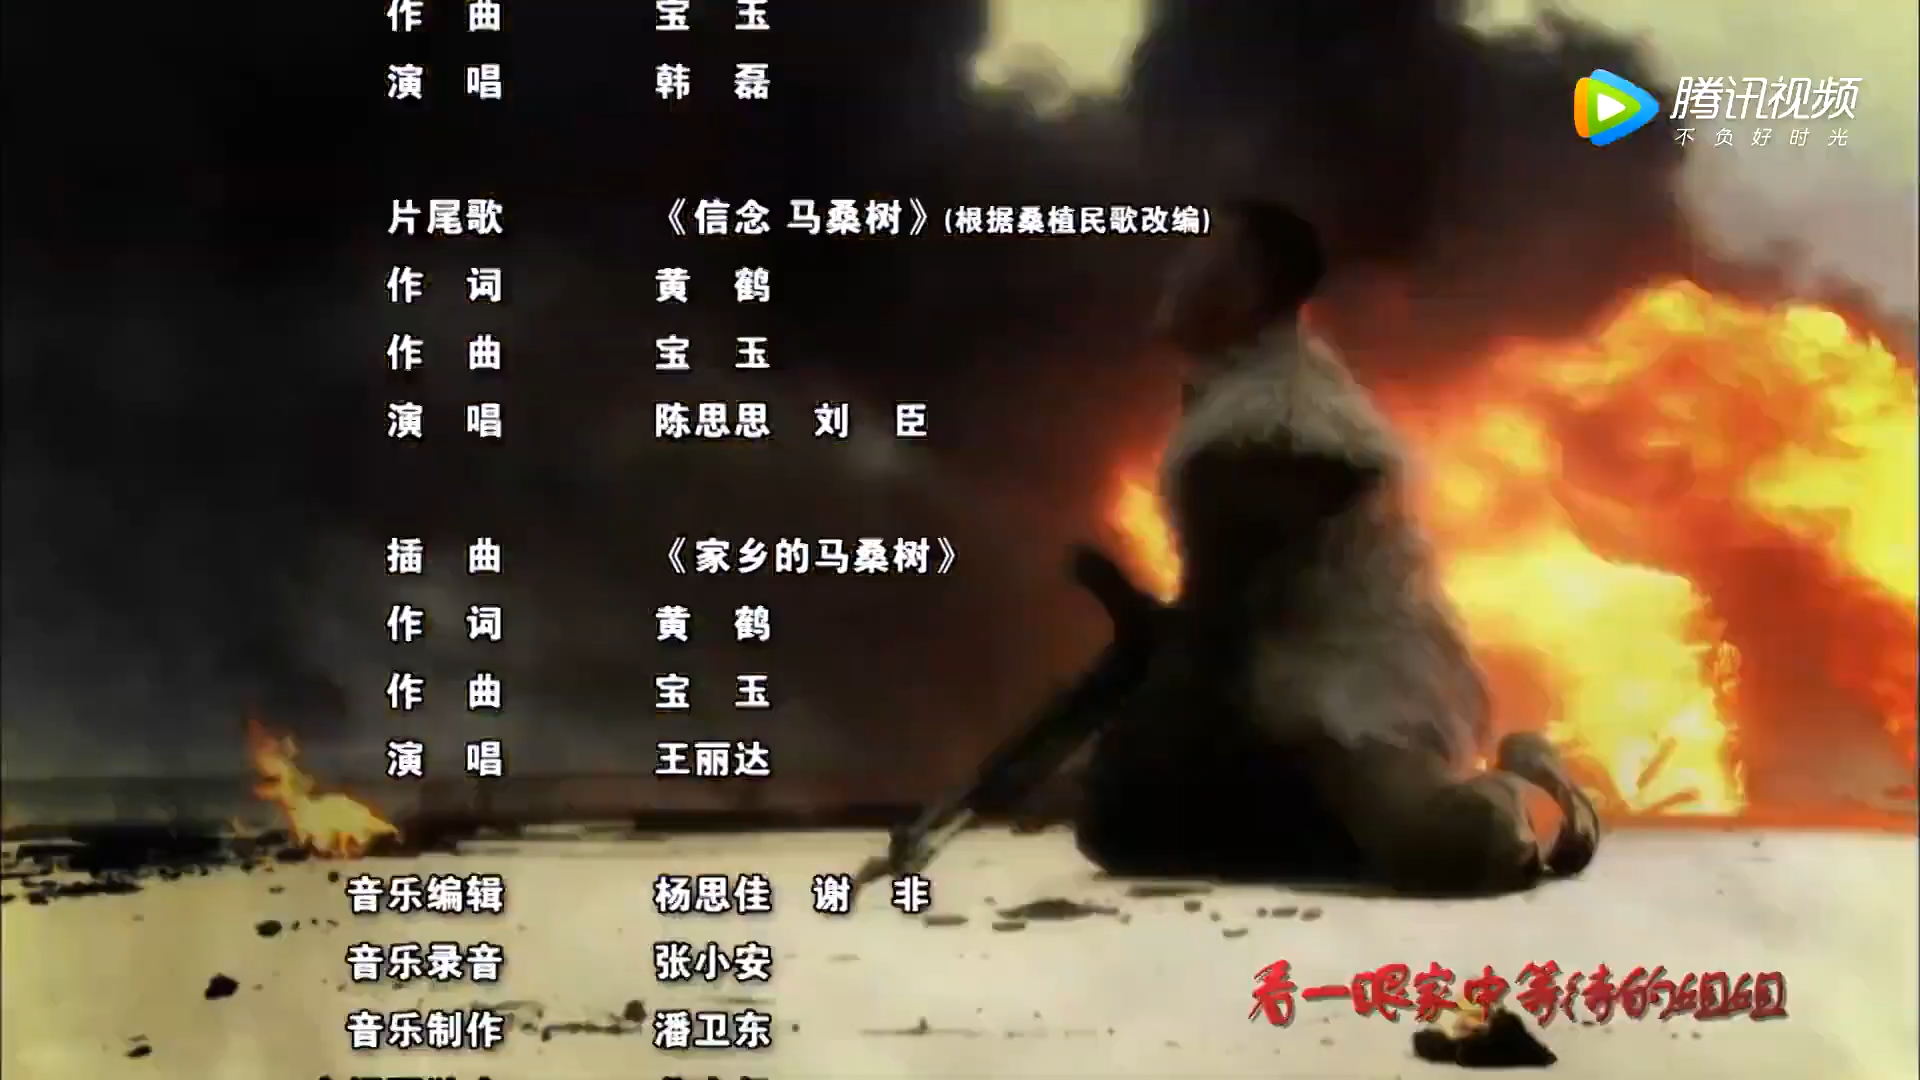 作 曲 宝 玉
演 唱 韩 磊
腾讯视频
不负好时光
片尾歌 《信念 马桑树》(根据桑植民歌改编)
作 词 黄 鹤
作 曲 宝 玉
演 唱 陈思思 刘 臣
插 曲 《家乡的马桑树》
作 词 黄 鹤
作 曲 宝 玉
演 唱 王丽达
音乐编辑 杨思佳 谢 非
音乐录音 张小安
音乐制作 潘卫东
看一眼家中等待的姐姐